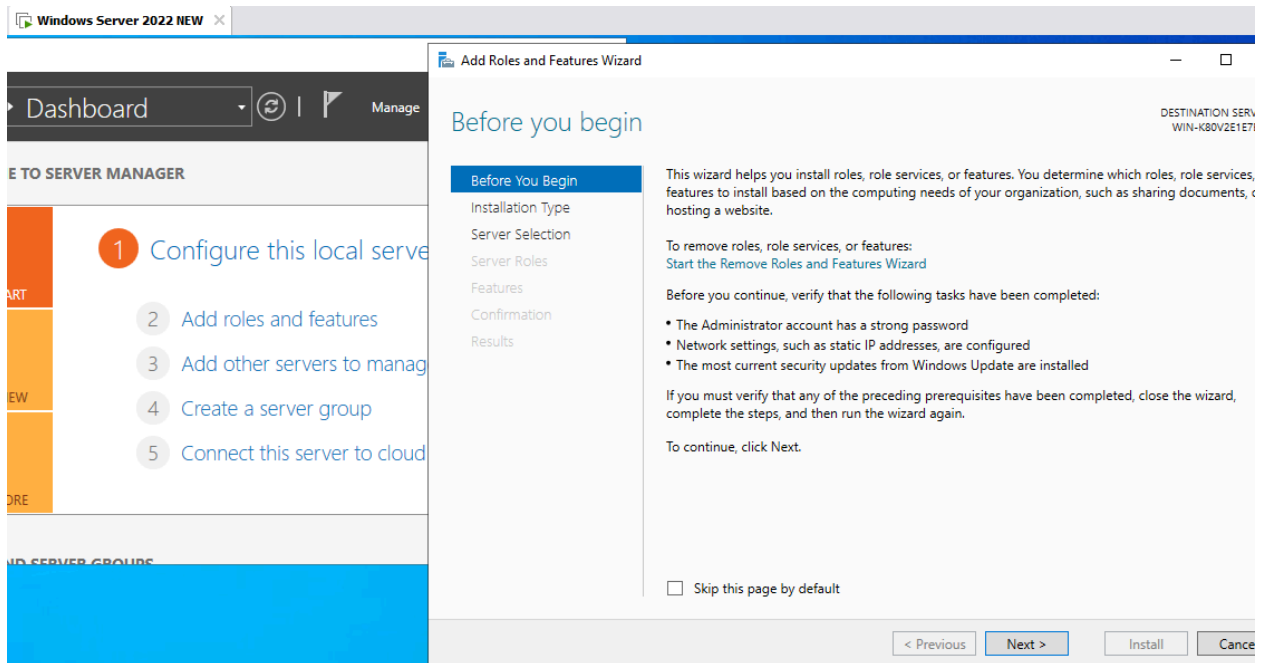 Windows Server 2022 NEW
Add Roles and Features Wizard
Dashboard
Manage
Before you begin
DESTINATION SERV
WIN-K80V2E1E7
E TO SERVER MANAGER
ART
EW
ORE
1 Configure this local serve
2 Add roles and features
3 Add other servers to manag
4 Create a server group
5 Connect this server to cloud
ND SERVER GROUPS
Before You Begin
Installation Type
Server Selection
Server Roles
Features
Confirmation
Results
This wizard helps you install roles, role services, or features. You determine which roles, role services,
features to install based on the computing needs of your organization, such as sharing documents,
hosting a website.
To remove roles, role services, or features:
Start the Remove Roles and Features Wizard
Before you continue, verify that the following tasks have been completed:
• The Administrator account has a strong password
• Network settings, such as static IP addresses, are configured
• The most current security updates from Windows Update are installed
If you must verify that any of the preceding prerequisites have been completed, close the wizard,
complete the steps, and then run the wizard again.
To continue, click Next.
Skip this page by default
< Previous
Next >
Install
Cance